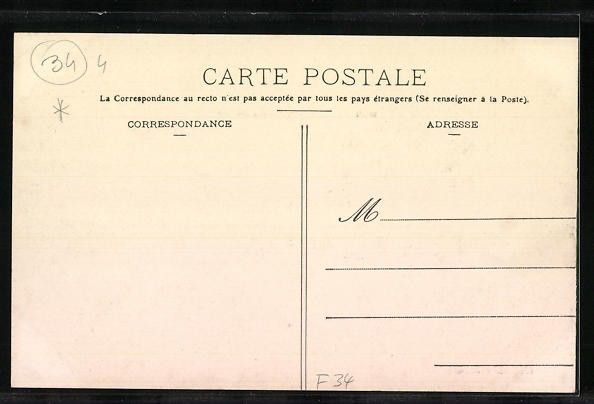 34 4
CARTE POSTALE
La Correspondance au recto n'est pas acceptée par tous les pays étrangers (Se renseigner à la Poste).
CORRESPONDANCE
ADRESSE
M
F 34